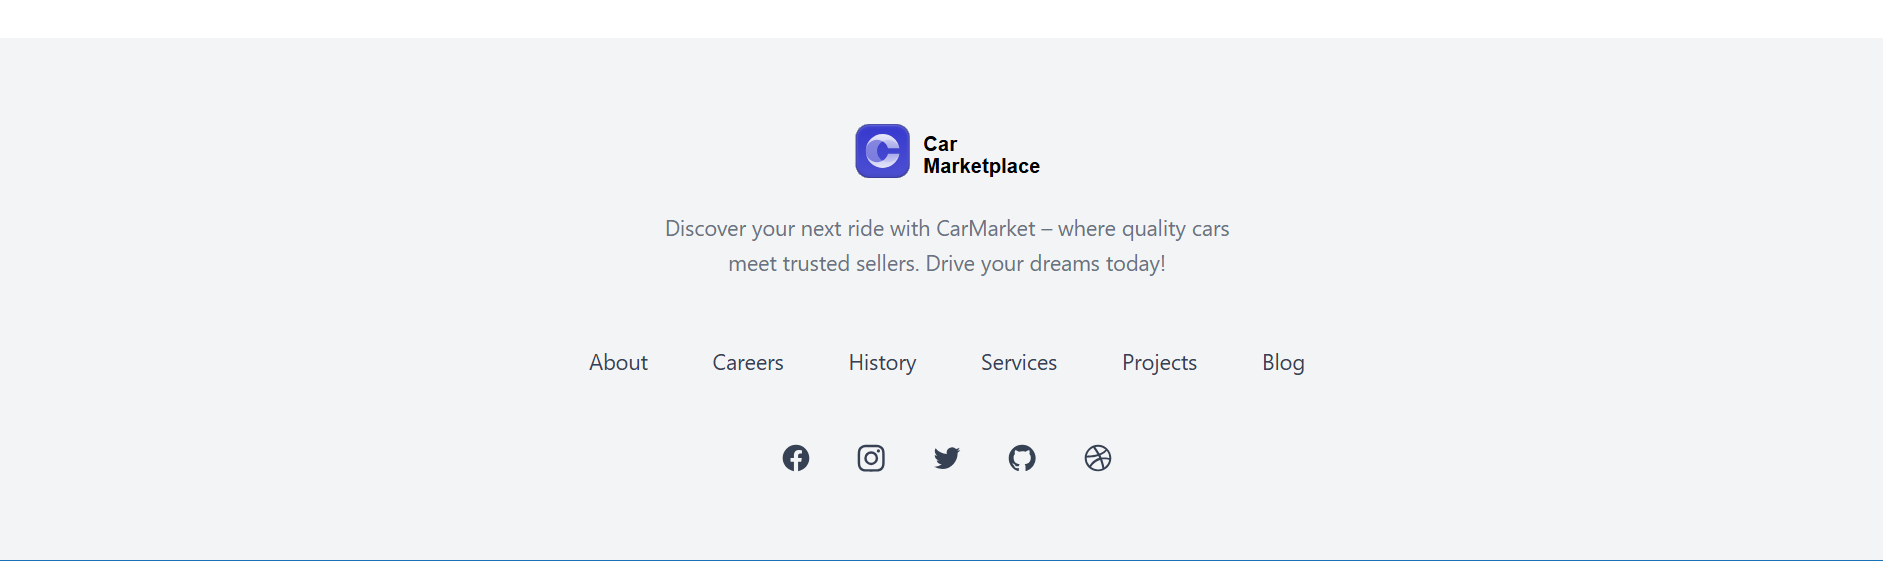 Car
Marketplace
Discover your next ride with CarMarket – where quality cars
meet trusted sellers. Drive your dreams today!
About Careers History Services Projects Blog